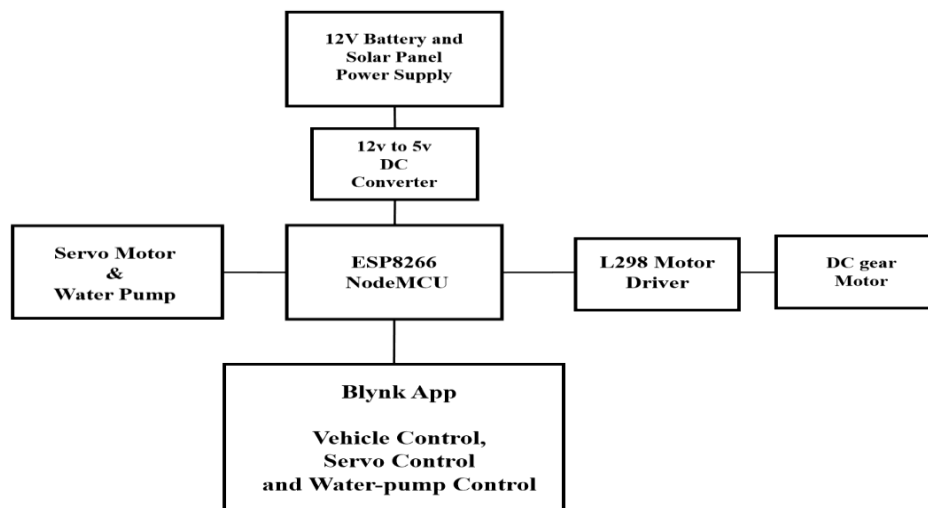 12V Battery and
Solar Panel
Power Supply
12v to 5v
DC
Converter
Servo Motor
&
Water Pump
ESP8266
NodeMCU
L298 Motor
Driver
DC gear
Motor
Blynk App
Vehicle Control,
Servo Control
and Water-pump Control